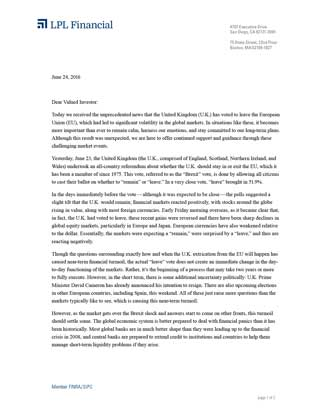 LPL Financial
4707 Executive Drive
San Diego, CA 92121-3091
75 State Street, 22nd Floor
Boston, MA 02109-1827
June 24, 2016
Dear Valued Investor:
Today we received the unprecedented news that the United Kingdom (U.K.) has voted to leave the European
Union (EU), which had led to significant volatility in the global markets. In situations like these, it becomes
more important than ever to remain calm, harness our emotions, and stay committed to our long-term plans.
Although this result was unexpected, we are here to offer continued support and guidance through these
challenging market events.
Yesterday, June 23, the United Kingdom (the U.K., comprised of England, Scotland, Northern Ireland, and
Wales) undertook an all-country referendum about whether the U.K. should stay in or exit the EU, which it
has been a member of since 1973. This vote, referred to as the “Brexit” vote, is done by allowing all citizens
to cast their ballot on whether to “remain” or “leave.” In a very close vote, “leave” brought in 51.9%.
In the days immediately before the vote—although it was expected to be close—the polls suggested a
slight tilt that the U.K. would remain; financial markets reacted positively, with stocks around the globe
rising in value, along with most foreign currencies. Early Friday morning overseas, as it became clear that,
in fact, the U.K. had voted to leave, these recent gains were reversed and there have been sharp declines in
global equity markets, particularly in Europe and Japan. European currencies have also weakened relative
to the dollar. Essentially, the markets were expecting a “remain,” were surprised by a “leave,” and they are
reacting negatively.
Though the questions surrounding exactly how and when the U.K. extrication from the EU will happen has
caused near-term financial turmoil, the actual “leave” vote does not create an immediate change in the day-
to-day functioning of the markets. Rather, it’s the beginning of a process that may take two years or more
to fully execute. However, in the short term, there is some additional uncertainty politically: U.K. Prime
Minister David Cameron has already announced his intention to resign. There are also upcoming elections
in other European countries, including Spain, this weekend. All of these just raise more questions than the
markets typically like to see, which is causing this near-term turmoil.
However, as the market gets over the Brexit shock and answers start to come on other fronts, this turmoil
should settle some. The global economic system is better prepared to deal with financial panics than it has
been historically. Most global banks are in much better shape than they were leading up to the financial
crisis in 2008, and central banks are prepared to extend credit to institutions and countries to help them
manage short-term liquidity problems if they arise.
Member FINRA/SIPC
page 1 of 2